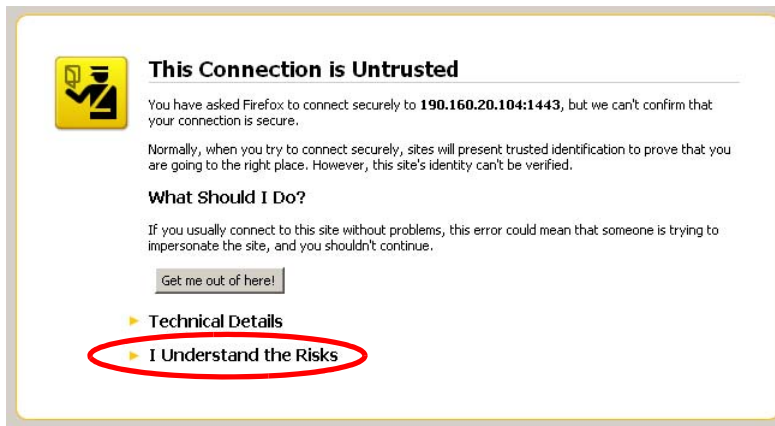 This Connection is Untrusted
You have asked Firefox to connect securely to 190.160.20.104:1443, but we can't confirm that
your connection is secure.
Normally, when you try to connect securely, sites will present trusted identification to prove that you
are going to the right place. However, this site's identity can't be verified.
What Should I Do?
If you usually connect to this site without problems, this error could mean that someone is trying to
impersonate the site, and you shouldn't continue.
Get me out of here!
Technical Details
I Understand the Risks